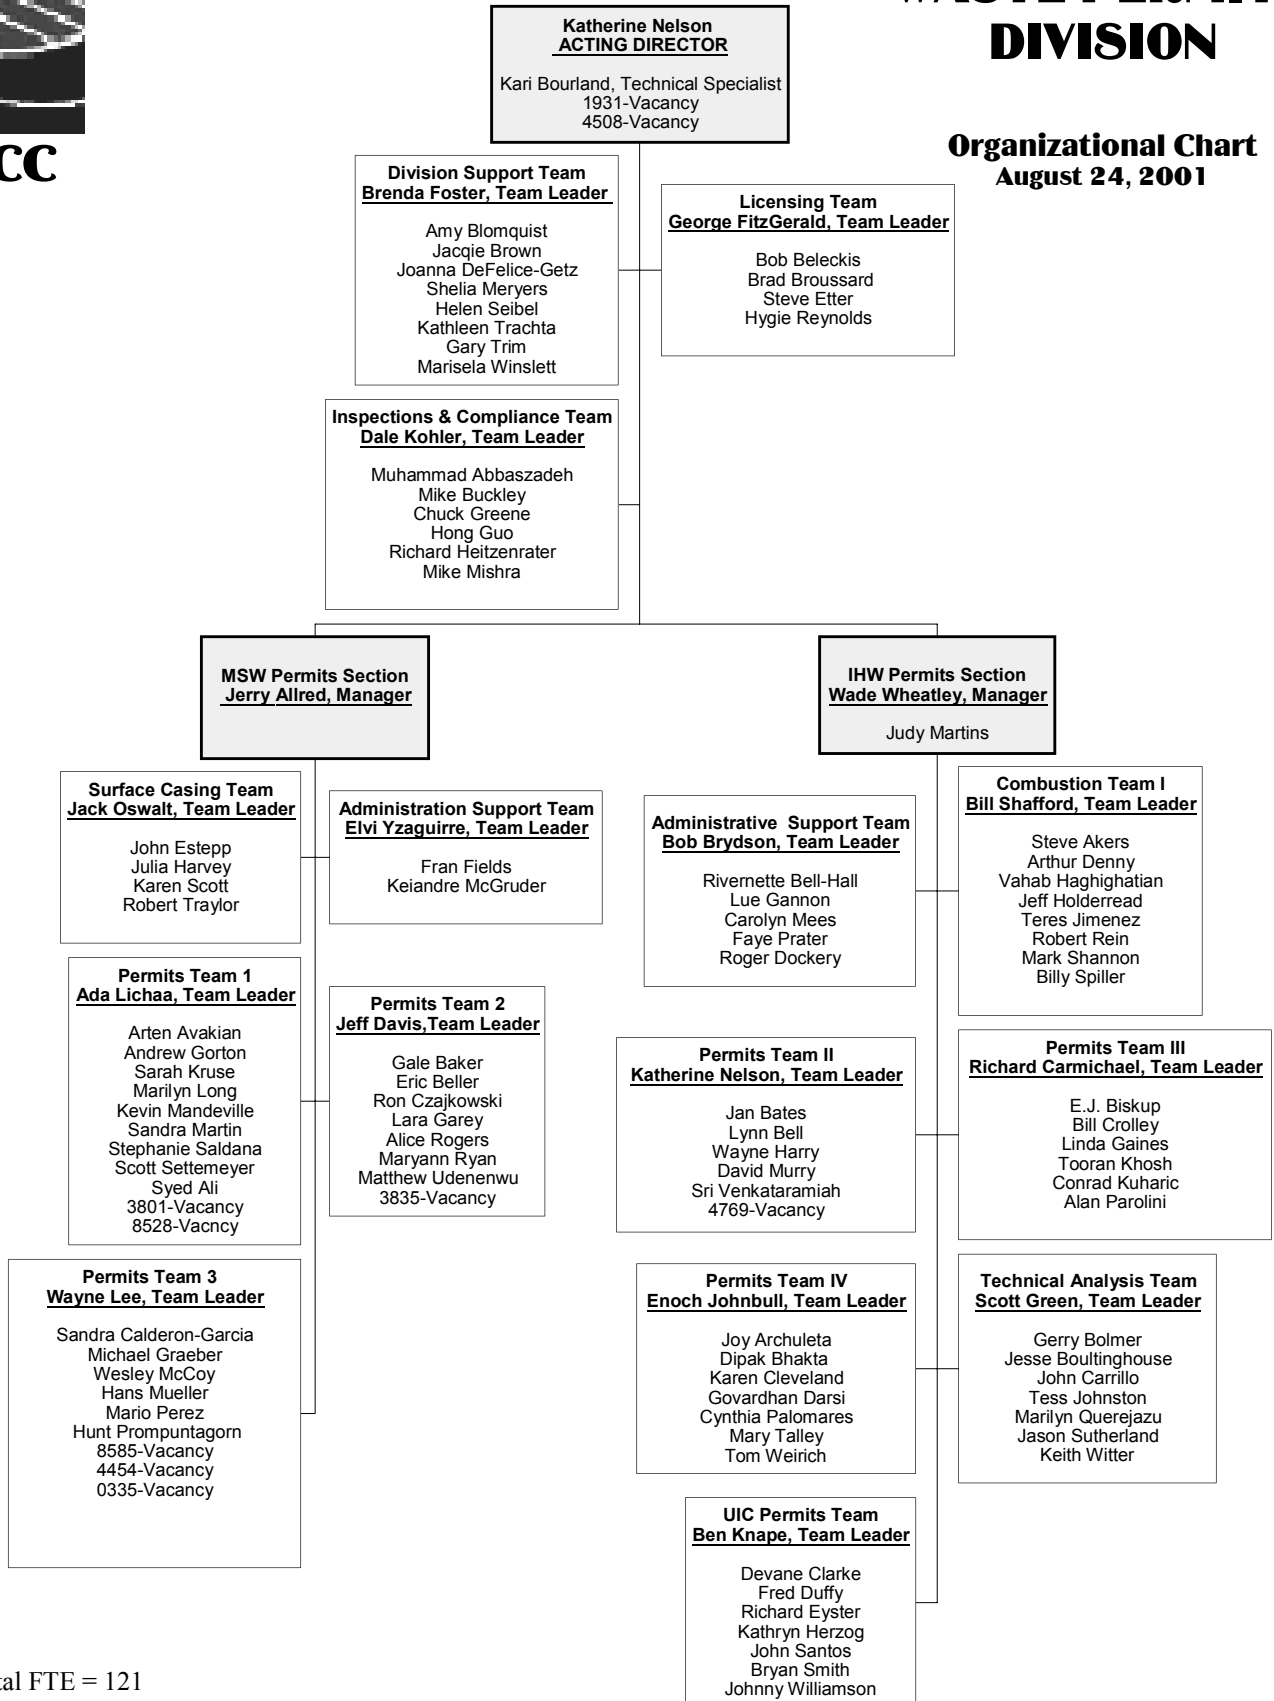 DIVISION
Organizational Chart
August 24, 2001
CC
Katherine Nelson
ACTING DIRECTOR
Kari Bourland, Technical Specialist
1931-Vacancy
4508-Vacancy
Division Support Team
Brenda Foster, Team Leader
Amy Blomquist
Jacqie Brown
Joanna DeFelice-Getz
Shelia Meryers
Helen Seibel
Kathleen Trachta
Gary Trim
Marisela Winslett
Licensing Team
George FitzGerald, Team Leader
Bob Beleckis
Brad Broussard
Steve Etter
Hygie Reynolds
Inspections & Compliance Team
Dale Kohler, Team Leader
Muhammad Abbaszadeh
Mike Buckley
Chuck Greene
Hong Guo
Richard Heitzenrater
Mike Mishra
MSW Permits Section
Jerry Allred, Manager
IHW Permits Section
Wade Wheatley, Manager
Judy Martins
Surface Casing Team
Jack Oswalt, Team Leader
John Estepp
Julia Harvey
Karen Scott
Robert Traylor
Administration Support Team
Elvi Yzaguirre, Team Leader
Fran Fields
Keiandre McGruder
Permits Team 1
Ada Lichaa, Team Leader
Arten Avakian
Andrew Gorton
Sarah Kruse
Marilyn Long
Kevin Mandeville
Sandra Martin
Stephanie Saldana
Scott Settemeyer
Syed Ali
3801-Vacancy
8528-Vacncy
Permits Team 2
Jeff Davis,Team Leader
Gale Baker
Eric Beller
Ron Czajkowski
Lara Garey
Alice Rogers
Maryann Ryan
Matthew Udenenwu
3835-Vacancy
Permits Team 3
Wayne Lee, Team Leader
Sandra Calderon-Garcia
Michael Graeber
Wesley McCoy
Hans Mueller
Mario Perez
Hunt Prompuntagorn
8585-Vacancy
4454-Vacancy
0335-Vacancy
Administrative Support Team
Bob Brydson, Team Leader
Rivernette Bell-Hall
Lue Gannon
Carolyn Mees
Faye Prater
Roger Dockery
Combustion Team I
Bill Shafford, Team Leader
Steve Akers
Arthur Denny
Vahab Haghighatian
Jeff Holderread
Teres Jimenez
Robert Rein
Mark Shannon
Billy Spiller
Permits Team II
Katherine Nelson, Team Leader
Jan Bates
Lynn Bell
Wayne Harry
David Murry
Sri Venkataramiah
4769-Vacancy
Permits Team III
Richard Carmichael, Team Leader
E.J. Biskup
Bill Crolley
Linda Gaines
Tooran Khosh
Conrad Kuharic
Alan Parolini
Permits Team IV
Enoch Johnbull, Team Leader
Joy Archuleta
Dipak Bhakta
Karen Cleveland
Govardhan Darsi
Cynthia Palomares
Mary Talley
Tom Weirich
Technical Analysis Team
Scott Green, Team Leader
Gerry Bolmer
Jesse Boultinghouse
John Carrillo
Tess Johnston
Marilyn Querejazu
Jason Sutherland
Keith Witter
UIC Permits Team
Ben Knape, Team Leader
Devane Clarke
Fred Duffy
Richard Eyster
Kathryn Herzog
John Santos
Bryan Smith
Johnny Williamson
tal FTE = 121